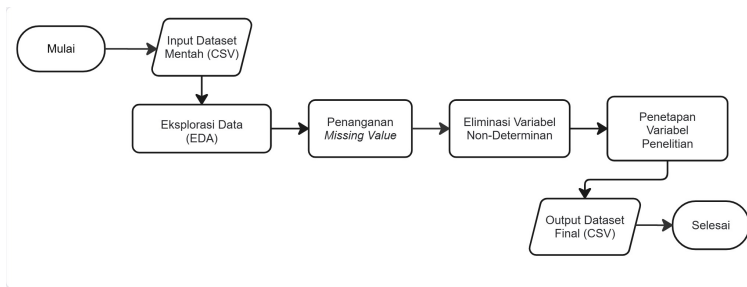 Mulai
Input Dataset
Mentah (CSV)
Eksplorasi Data
(EDA)
Penanganan
Missing Value
Eliminasi Variabel
Non-Determinan
Penetapan
Variabel
Penelitian
Output Dataset
Final (CSV)
Selesai